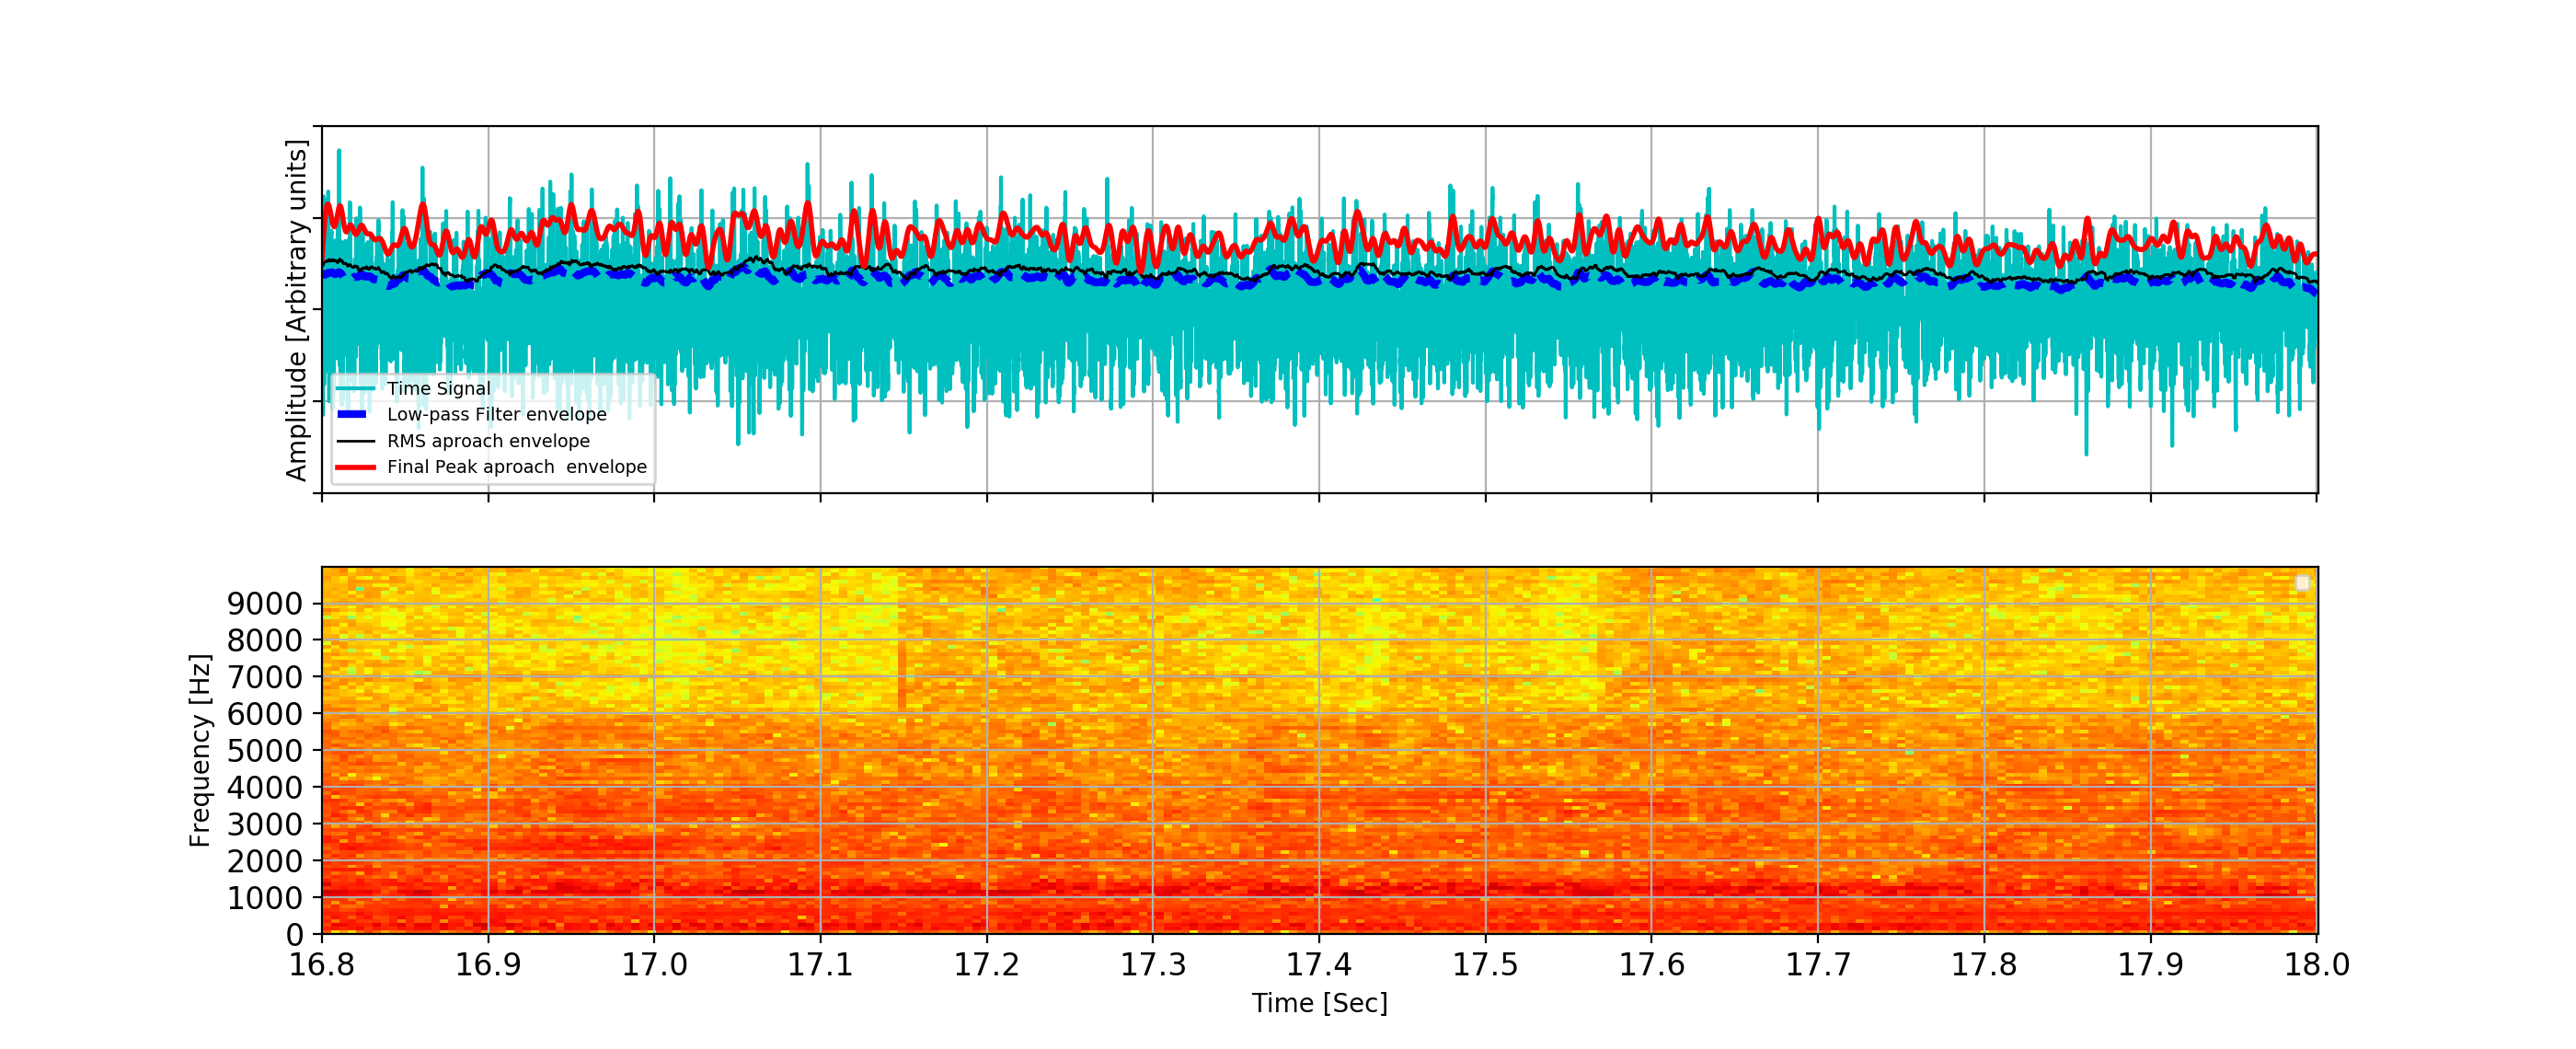 Amplitude [Arbitrary units]
Time Signal
Low-pass Filter envelope
RMS aproach envelope
Final Peak aproach  envelope
Frequency [Hz]
9000
8000
7000
6000
5000
4000
3000
2000
1000
0
16.8 16.9 17.0 17.1 17.2 17.3 17.4 17.5 17.6 17.7 17.8 17.9 18.0
Time [Sec]